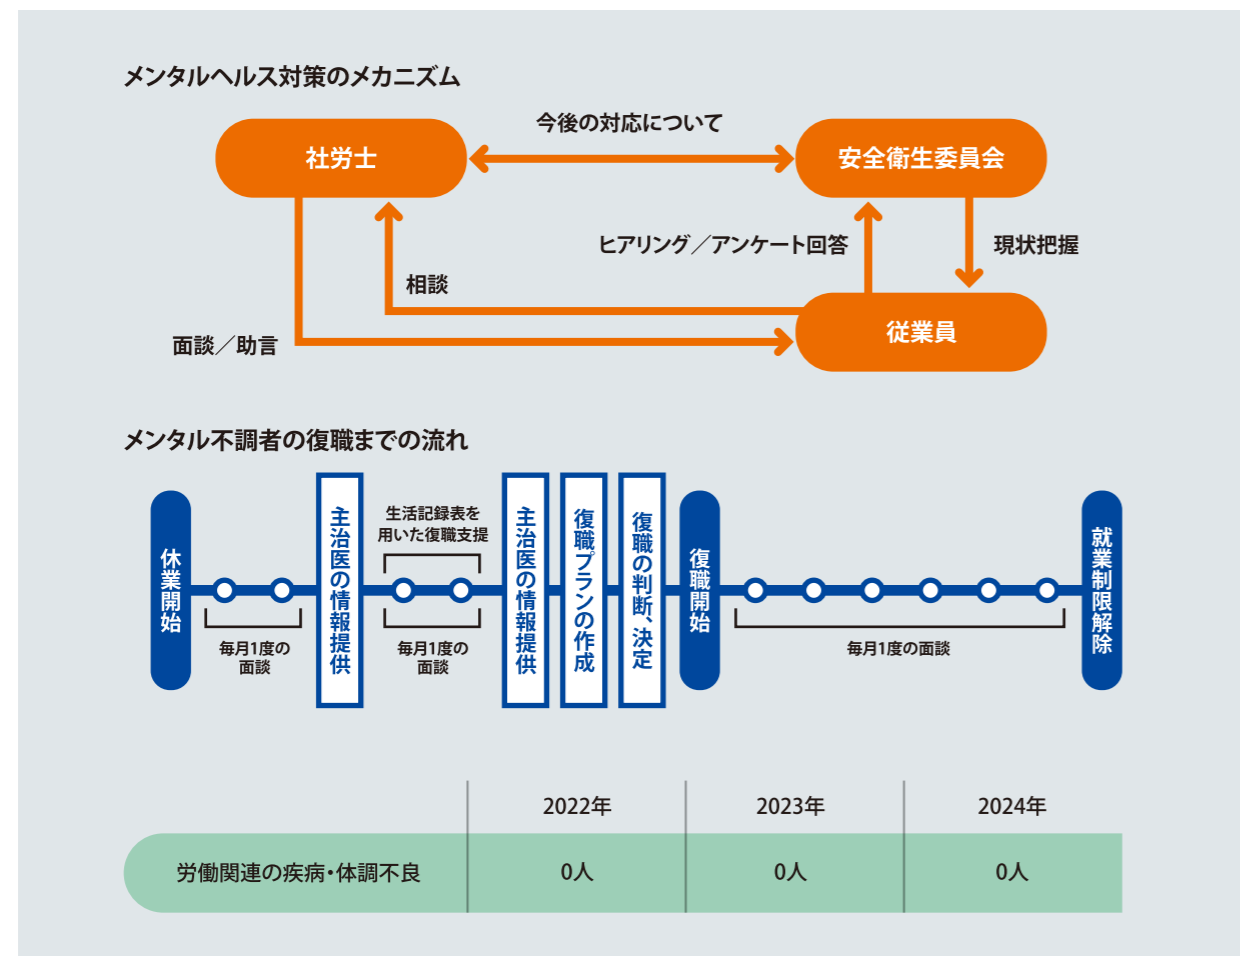 メンタルヘルス対策のメカニズム
今後の対応について
社労士
安全衛生委員会
ヒアリング／アンケート回答
現状把握
相談
従業員
面談／助言
メンタル不調者の復職までの流れ
休業開始
毎月1度の
面談
主治医の情報提供
生活記録表を
用いた復職支提
毎月1度の
面談
主治医の情報提供
復職プランの作成
復職の判断、決定
復職開始
毎月1度の面談
就業制限解除
2022年
2023年
2024年
労働関連の疾病・体調不良
0人
0人
0人